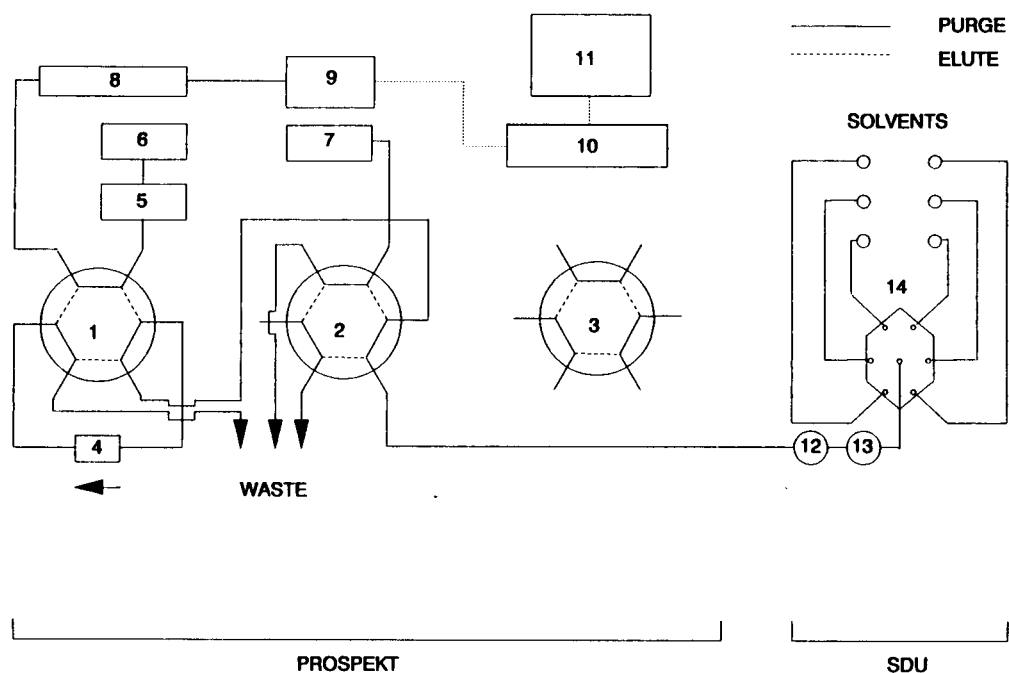 PURGE
ELUTE
11
8
9
6
7
10
SOLVENTS
5
14
1
2
3
4
12
13
WASTE
PROSPEKT
SDU